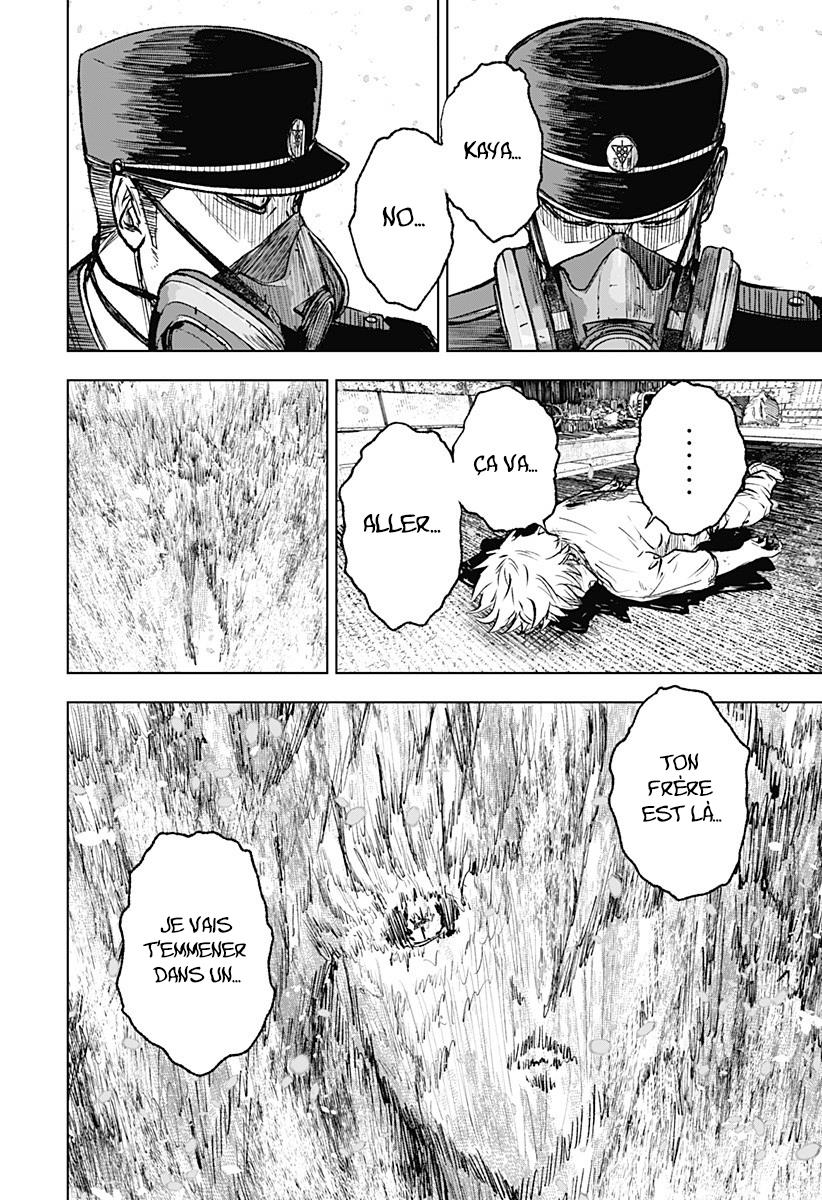 KAYA...
NO...
......
ÇA VA...
ALLER...
TON
FRÈRE
EST LÀ...
JE VAIS
T'EMMENER
DANS UN...